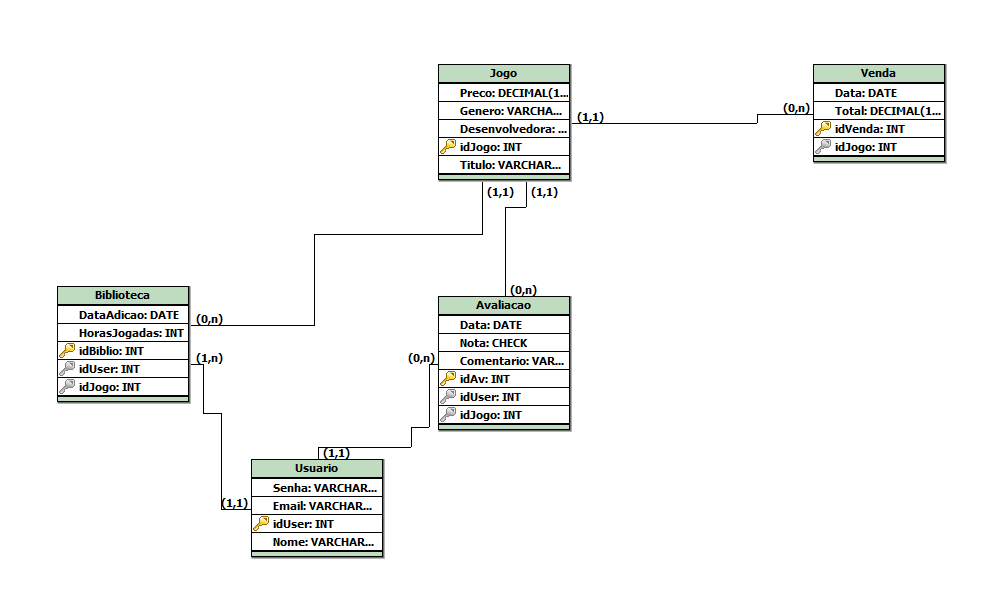 Jogo
Preco: DECIMAL(1...
Genero: VARCHA...
Desenvolvedora: ...
idJogo: INT
Titulo: VARCHAR...
(1,1)
(0,n)
Venda
Data: DATE
Total: DECIMAL(1...
idVenda: INT
idJogo: INT
(1,1)
(1,1)
Biblioteca
DataAdicao: DATE
HorasJogadas: INT
idBiblio: INT
idUser: INT
idJogo: INT
(0,n)
(1,n)
(0,n)
Avaliacao
Data: DATE
Nota: CHECK
Comentario: VAR...
idAv: INT
idUser: INT
idJogo: INT
(0,n)
(1,1)
(1,1)
Usuario
Senha: VARCHAR...
Email: VARCHAR...
idUser: INT
Nome: VARCHAR...